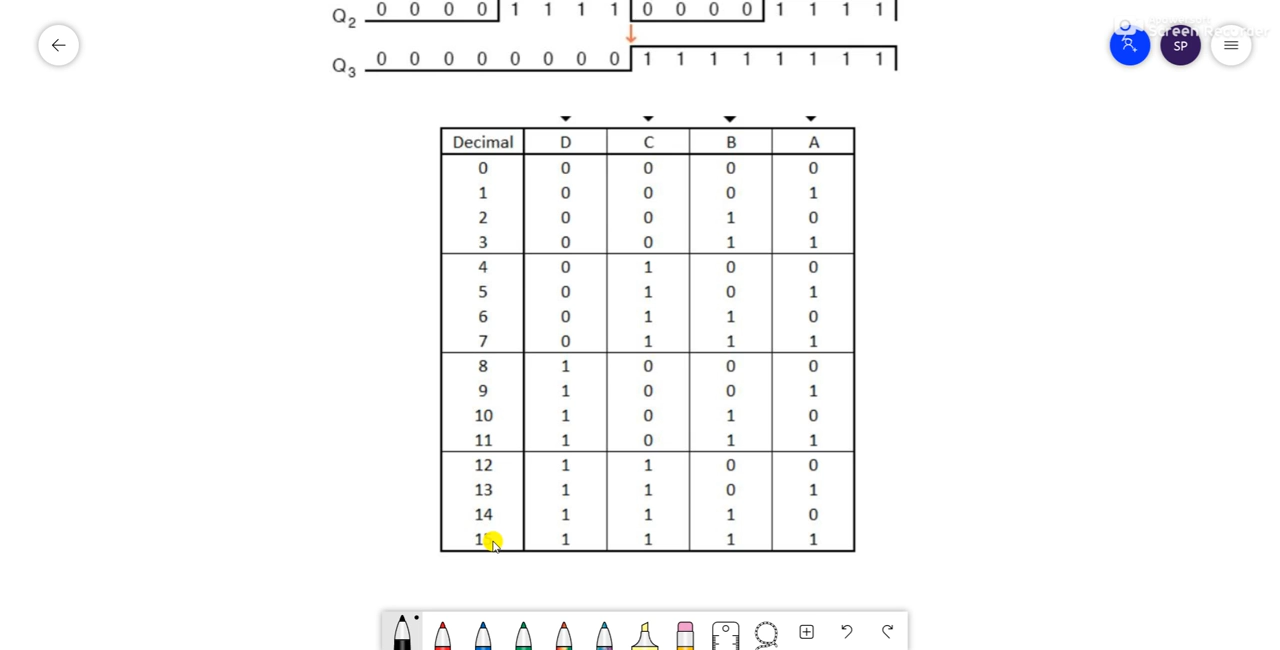 Q2 0 0 0 0 1 1 1 1 0 0 0 0 1 1 1 1
Screen Recorder
Q3 0 0 0 0 0 0 0 0 1 1 1 1 1 1 1 1
SP
Decimal D C B A
0 0 0 0 0
1 0 0 0 1
2 0 0 1 0
3 0 0 1 1
4 0 1 0 0
5 0 1 0 1
6 0 1 1 0
7 0 1 1 1
8 1 0 0 0
9 1 0 0 1
10 1 0 1 0
11 1 0 1 1
12 1 1 0 0
13 1 1 0 1
14 1 1 1 0
1 1 1 1